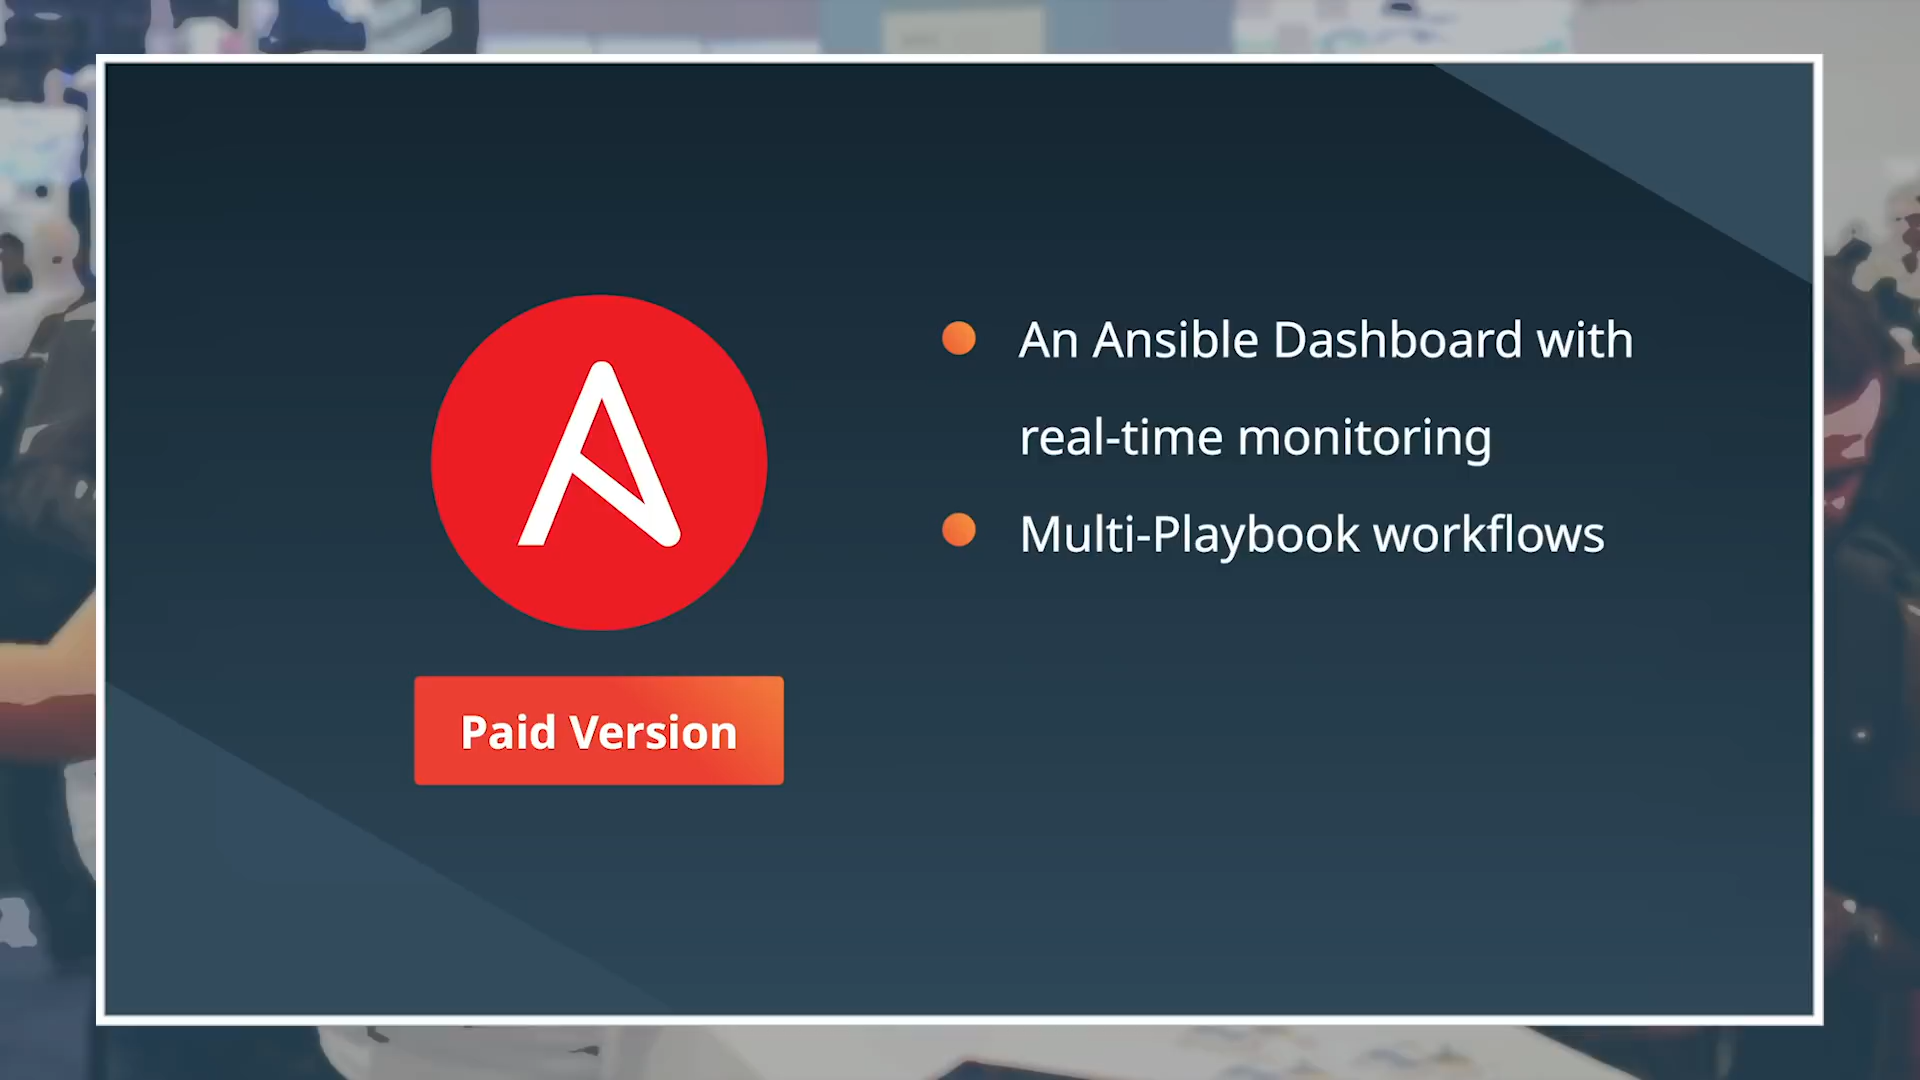 An Ansible Dashboard with
real-time monitoring
Multi-Playbook workflows
Paid Version